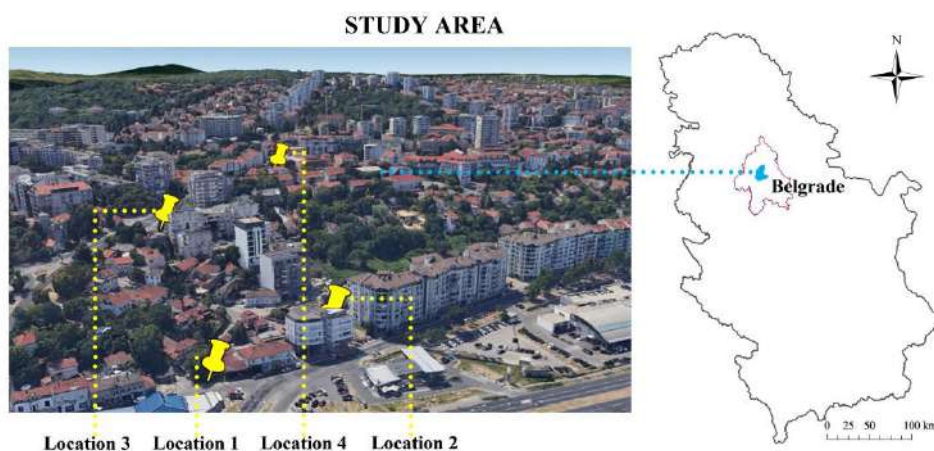 STUDY AREA
N
Belgrade
Location 3 Location 1 Location 4 Location 2
0 25 50 100 km